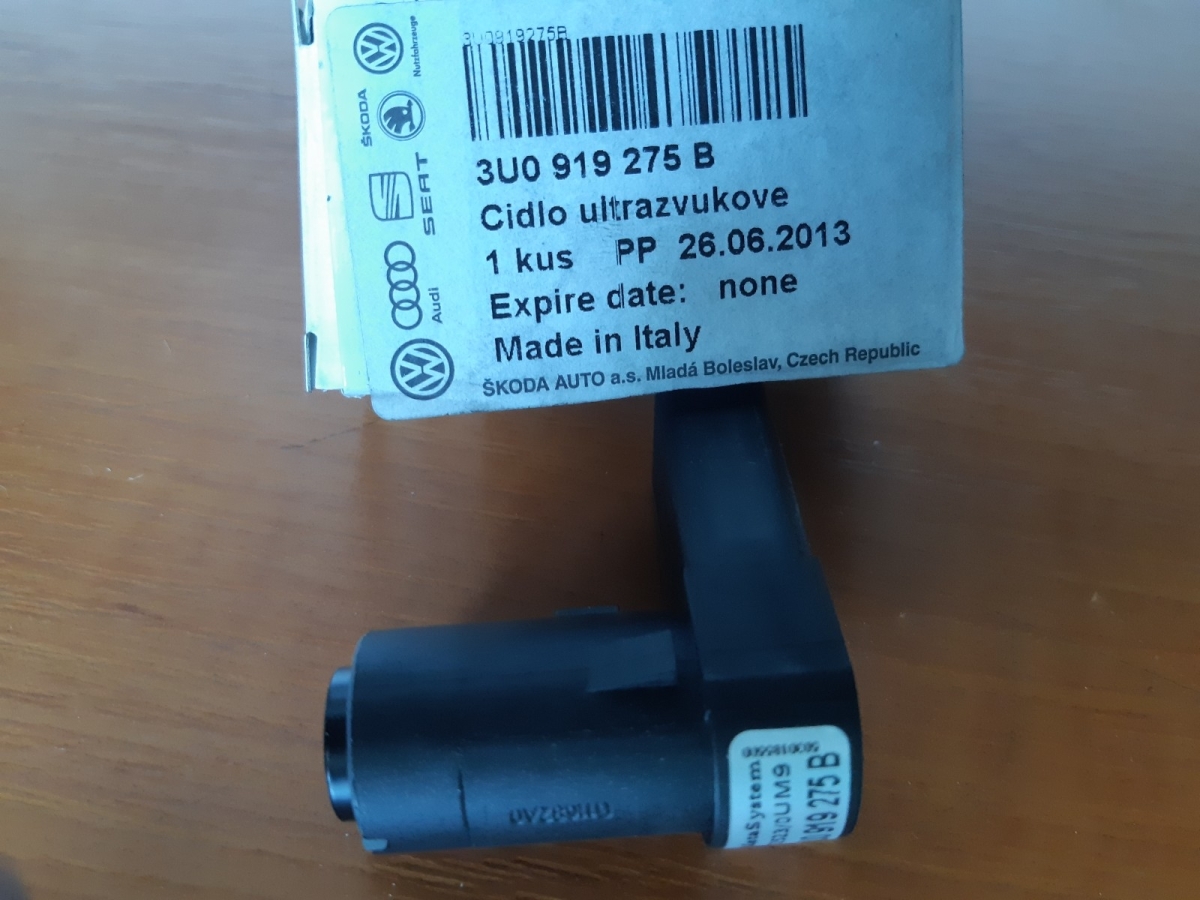 3U0919275B
3U0 919 275 B
Cidlo ultrazvukove
1 kus PP 26.06.2013
Expire date: none
Made in Italy
ŠKODA AUTO a.s. Mladá Boleslav, Czech Republic
Nutzfahrzeuge
ŠKODA
SEAT
Audi
UM9
919 275 B